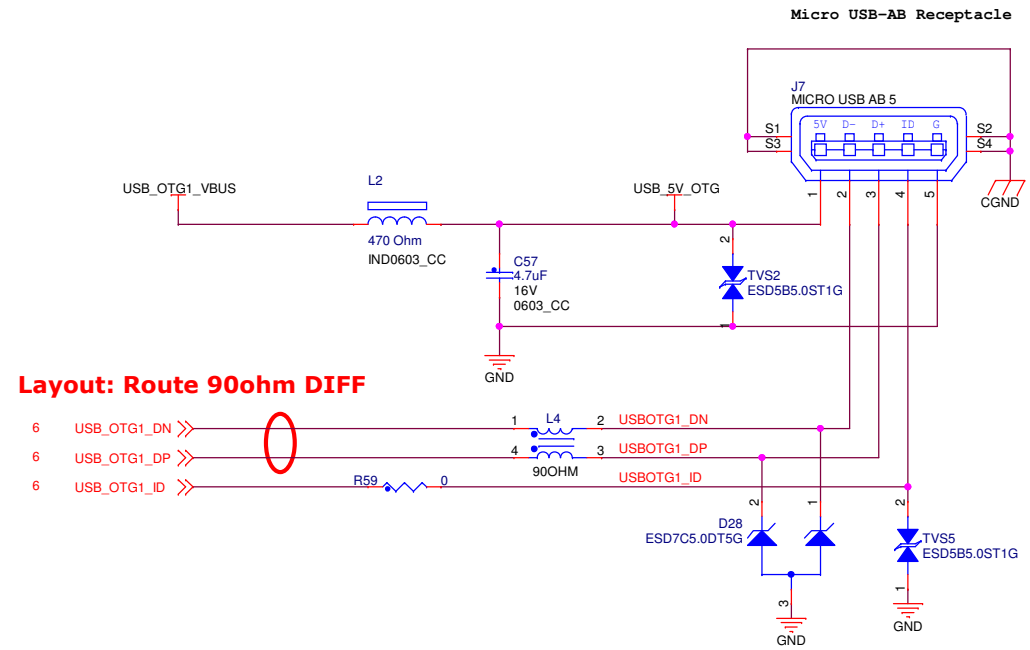 Micro USB-AB Receptacle
J7
MICRO USB AB 5
5V D- D+ ID G
S1 S2
S3 S4
1 2 3 4 5
CGND
USB_OTG1_VBUS
L2
470 Ohm
IND0603_CC
USB_5V_OTG
C57
4.7uF
16V
0603_CC
2
TVS2
ESD5B5.0ST1G
1
GND
Layout: Route 90ohm DIFF
6 USB_OTG1_DN 1 L4 2 USBOTG1_DN
6 USB_OTG1_DP 4 3 USBOTG1_DP
90OHM
6 USB_OTG1_ID R59 0 USBOTG1_ID
2 1 2
D28
ESD7C5.0DT5G
TVS5
ESD5B5.0ST1G
3 1
GND
GND